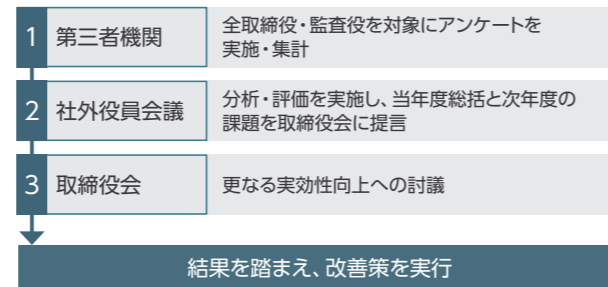 1 第三者機関
全取締役・監査役を対象にアンケートを
実施・集計
2 社外役員会議
分析・評価を実施し、当年度総括と次年度の
課題を取締役会に提言
3 取締役会
更なる実効性向上への討議
結果を踏まえ、改善策を実行